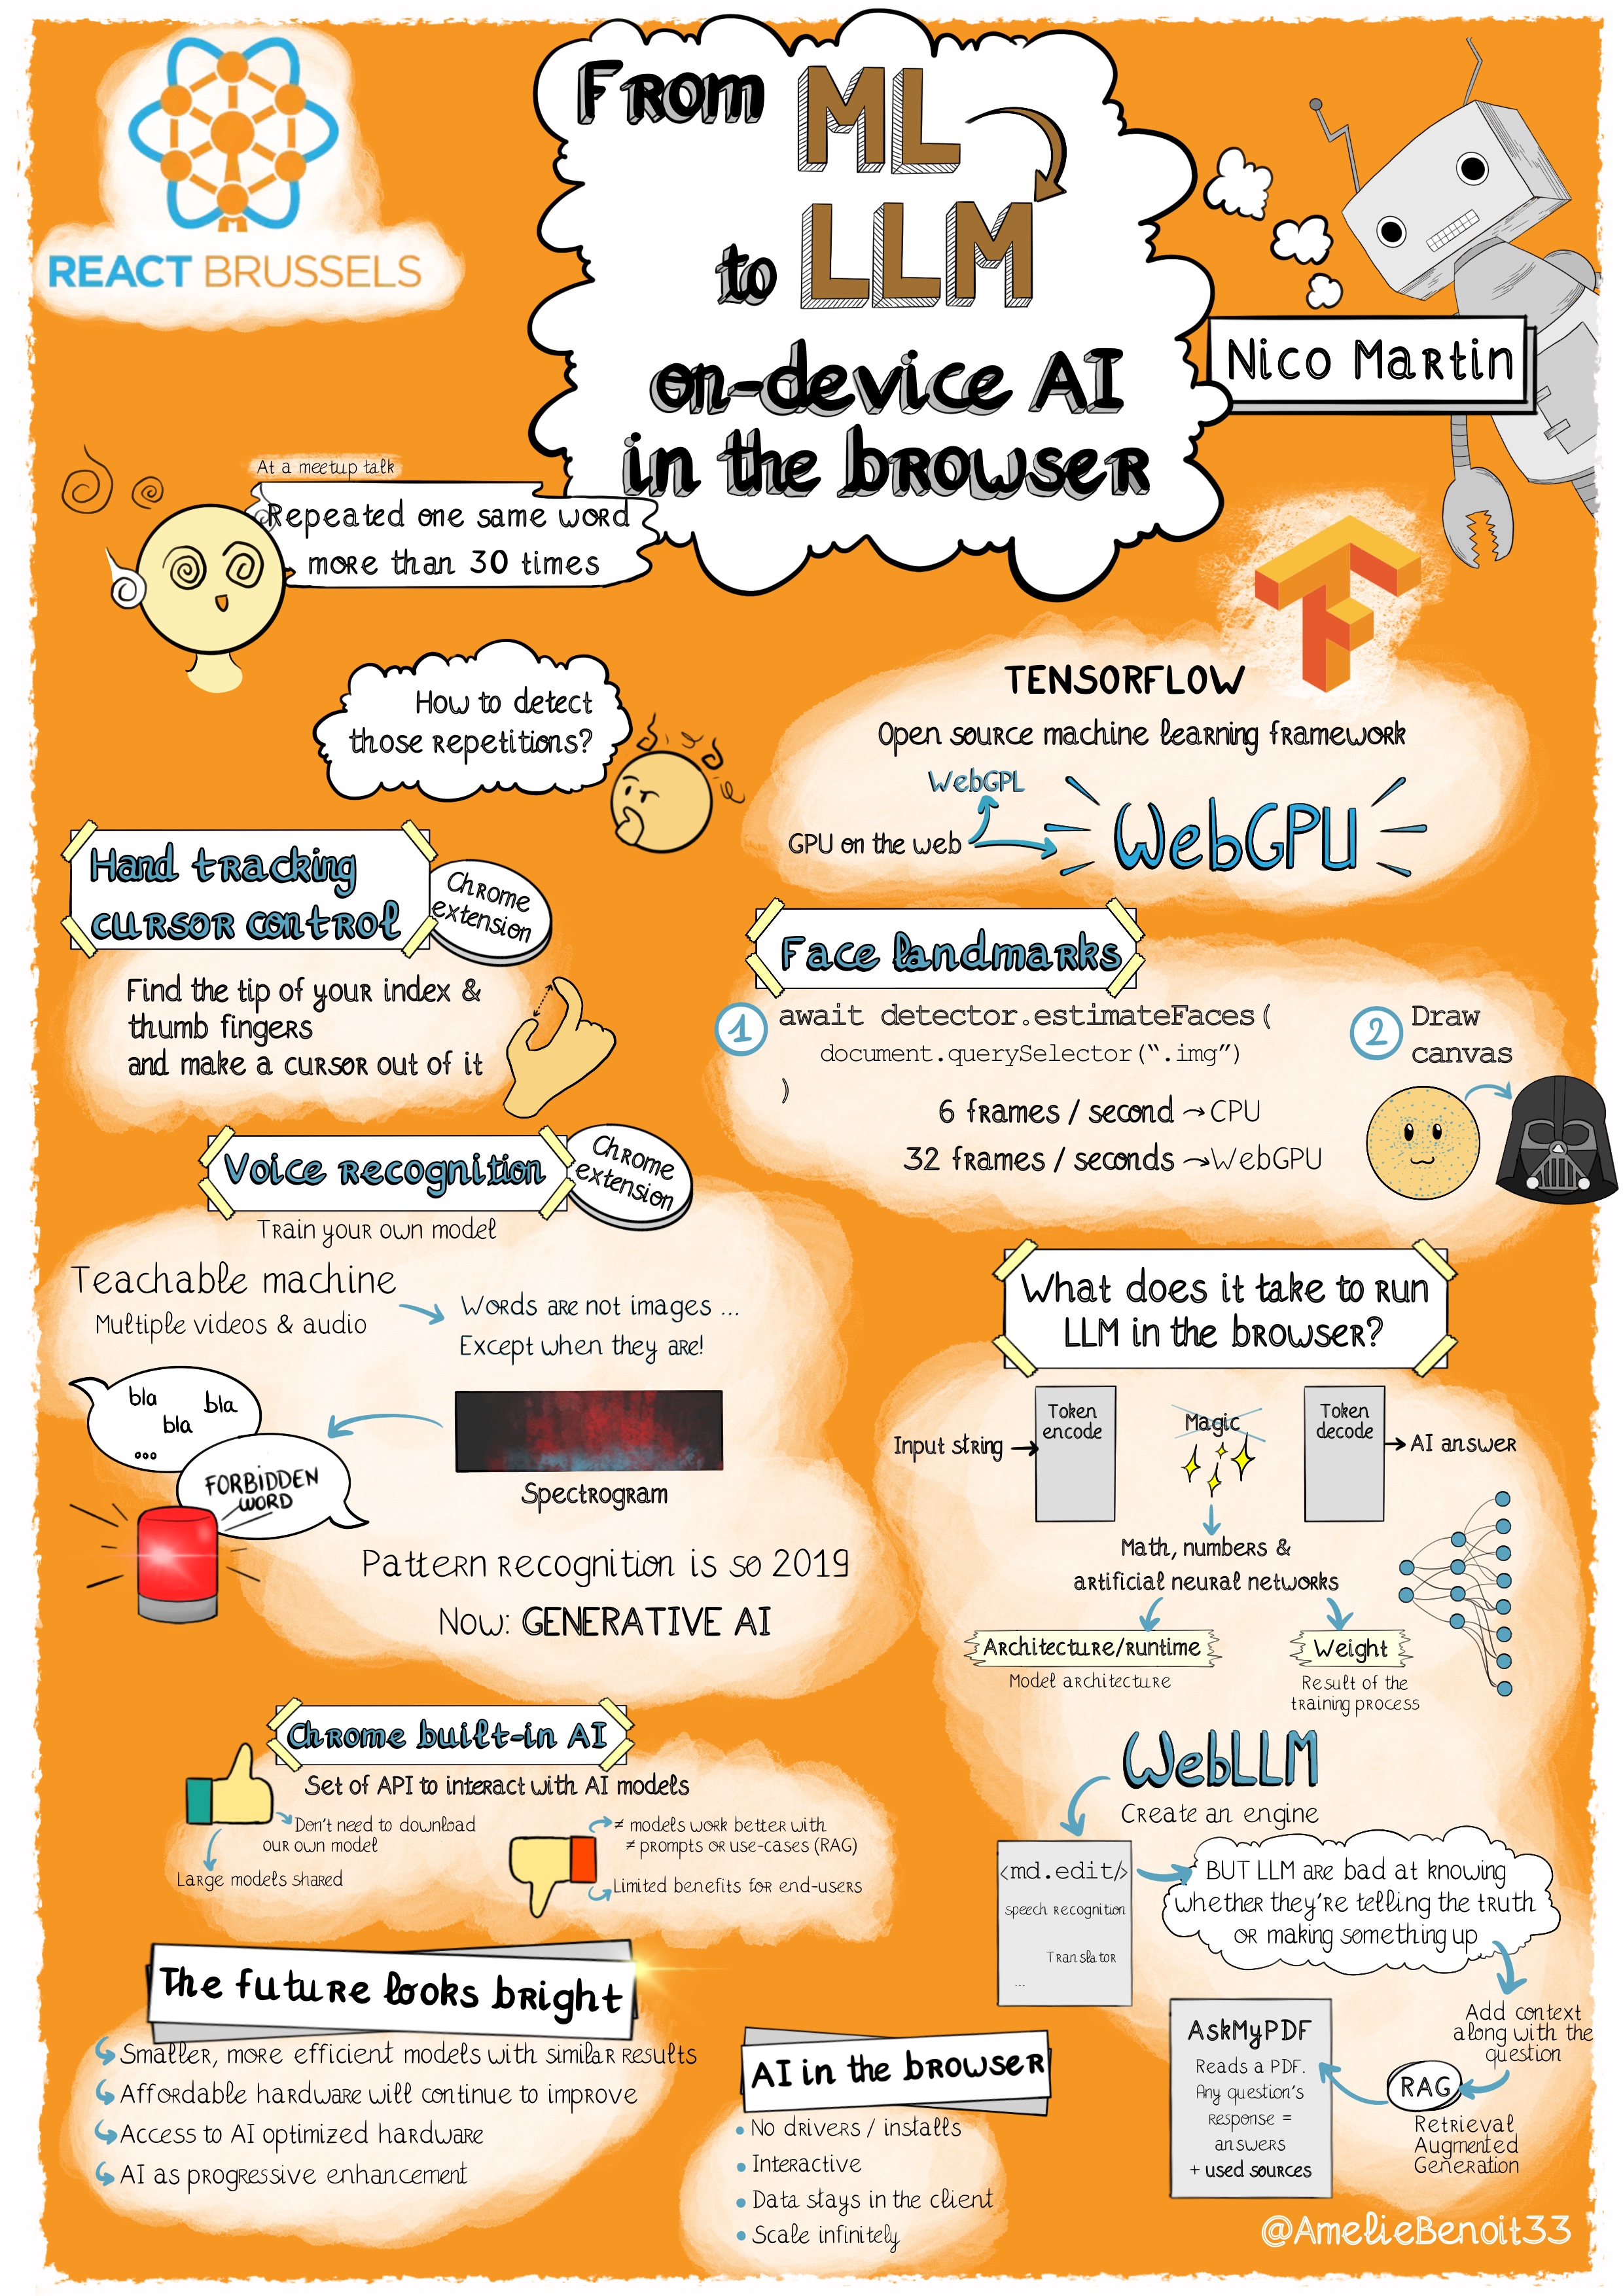 REACT BRUSSELS
From ML
to LLM
on-device AI
in the browser
Nico Martin
At a meetup talk
Repeated one same word
more than 30 times
How to detect
those repetitions?
TENSORFLOW
Open source machine learning framework
WebGPL
GPU on the web
WebGPU
Hand tracking
cursor control
Chrome
extension
Find the tip of your index &
thumb fingers
and make a cursor out of it
Face landmarks
1
await detector.estimateFaces(
document.querySelector(“.img”)
)
6 frames / second → CPU
32 frames / seconds → WebGPU
2
Draw
canvas
Voice recognition
Chrome
extension
Train your own model
Teachable machine
Multiple videos & audio
Words are not images ...
Except when they are!
bla
bla
bla
...
FORBIDDEN
WORD
Spectrogram
Pattern recognition is so 2019
Now: GENERATIVE AI
What does it take to run
LLM in the browser?
Input string
Token
encode
Magic
Token
decode
AI answer
Math, numbers &
artificial neural networks
Architecture/runtime
Model architecture
Weight
Result of the
training process
Chrome built-in AI
Set of API to interact with AI models
Don't need to download
our own model
Large models shared
≠ models work better with
≠ prompts or use-cases (RAG)
Limited benefits for end-users
WebLLM
Create an engine
<md.edit/>
speech recognition
Translator
...
BUT LLM are bad at knowing
whether they're telling the truth
or making something up
Add context
along with the
question
RAG
Retrieval
Augmented
Generation
AskMyPDF
Reads a PDF.
Any question's
response =
answers
+ used sources
The future looks bright
Smaller, more efficient models with similar results
Affordable hardware will continue to improve
Access to AI optimized hardware
AI as progressive enhancement
AI in the browser
• No drivers / installs
• Interactive
• Data stays in the client
• Scale infinitely
@AmelieBenoit33